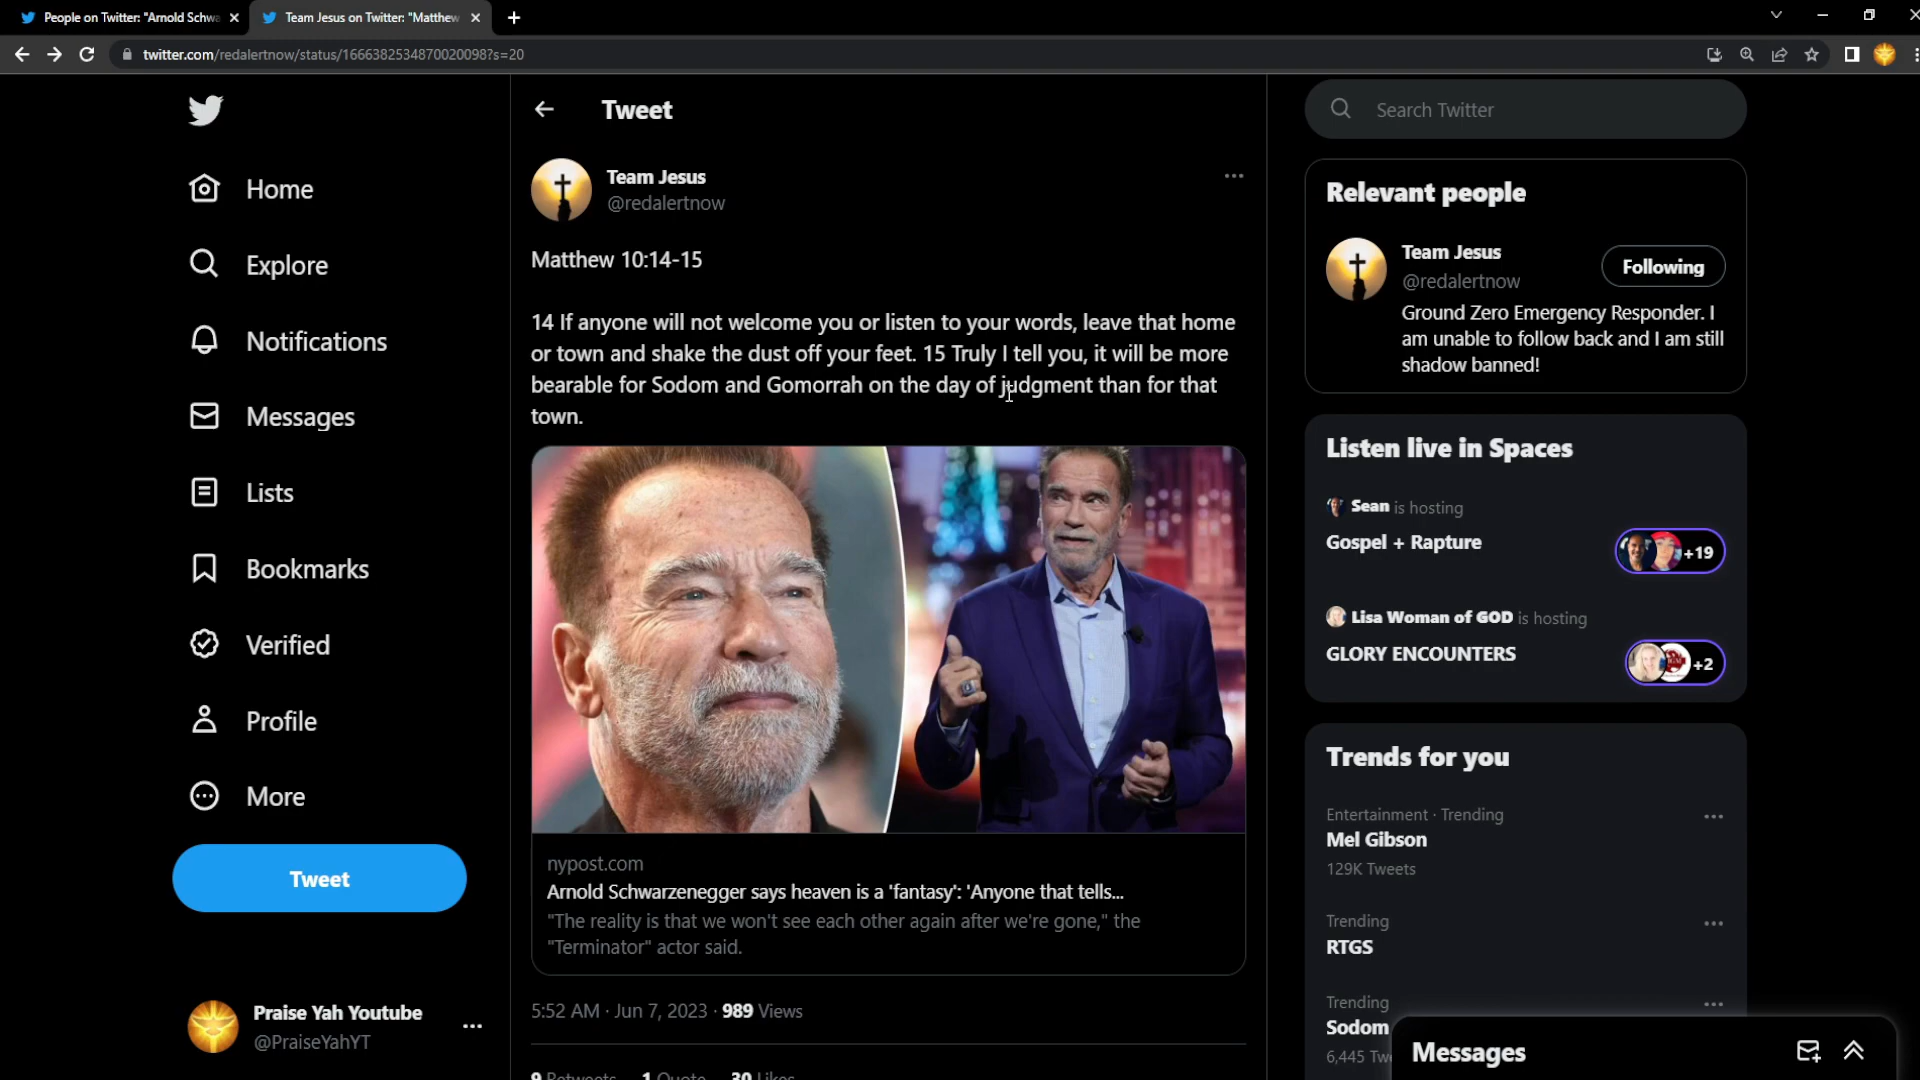 People on Twitter: "Arnold Schwa
Team Jesus on Twitter: "Matthew
twitter.com/redalertnow/status/1666382534870020098?s=20
Home
Explore
Notifications
Messages
Lists
Bookmarks
Verified
Profile
More
Tweet
Praise Yah Youtube
@PraiseYahYT
Tweet
Team Jesus
@redalertnow
Matthew 10:14-15
14 If anyone will not welcome you or listen to your words, leave that home
or town and shake the dust off your feet. 15 Truly I tell you, it will be more
bearable for Sodom and Gomorrah on the day of judgment than for that
town.
nypost.com
Arnold Schwarzenegger says heaven is a 'fantasy': 'Anyone that tells...
"The reality is that we won't see each other again after we're gone," the
"Terminator" actor said.
5:52 AM · Jun 7, 2023 · 989 Views
9 Retweets 1 Quote 30 Likes
Search Twitter
Relevant people
Team Jesus
@redalertnow
Following
Ground Zero Emergency Responder. I
am unable to follow back and I am still
shadow banned!
Listen live in Spaces
Sean is hosting
Gospel + Rapture
+19
Lisa Woman of GOD is hosting
GLORY ENCOUNTERS
+2
Trends for you
Entertainment · Trending
Mel Gibson
129K Tweets
Trending
RTGS
Trending
Sodom
6,445 Twe
Messages